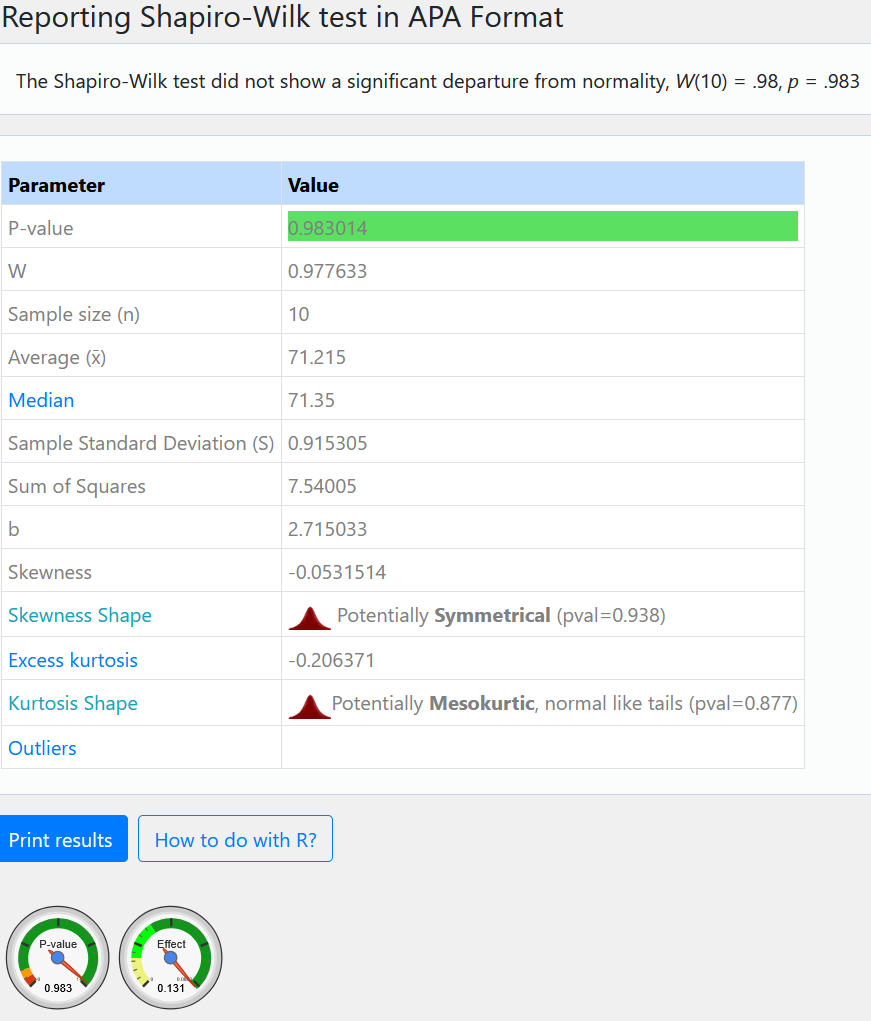 Reporting Shapiro-Wilk test in APA Format
The Shapiro-Wilk test did not show a significant departure from normality, W(10) = .98, p = .983
Parameter Value
P-value 0.983014
W 0.977633
Sample size (n) 10
Average (x̄) 71.215
Median 71.35
Sample Standard Deviation (S) 0.915305
Sum of Squares 7.54005
b 2.715033
Skewness -0.0531514
Skewness Shape Potentially Symmetrical (pval=0.938)
Excess kurtosis -0.206371
Kurtosis Shape Potentially Mesokurtic, normal like tails (pval=0.877)
Outliers
Print results How to do with R?
P-value Effect
0.983 0.131